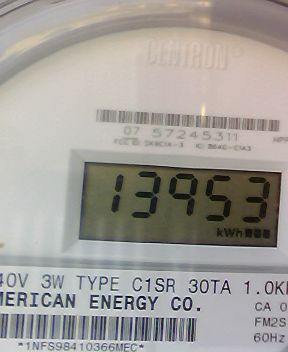 CENTRON®
07 57245311
13953
kWh
40V 3W TYPE C1SR 30TA 1.0K
MERICAN ENERGY CO.
CA 0
FM2S
60Hz
*1NFS98410366MEC*